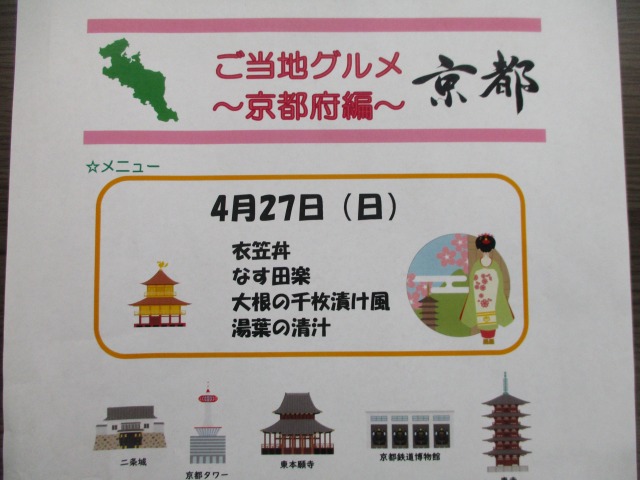 ご当地グルメ
～京都府編～
京都
☆メニュー
4月27日（日）
衣笠丼
なす田楽
大根の千枚漬け風
湯葉の清汁
二条城
京都タワー
東本願寺
京都鉄道博物館